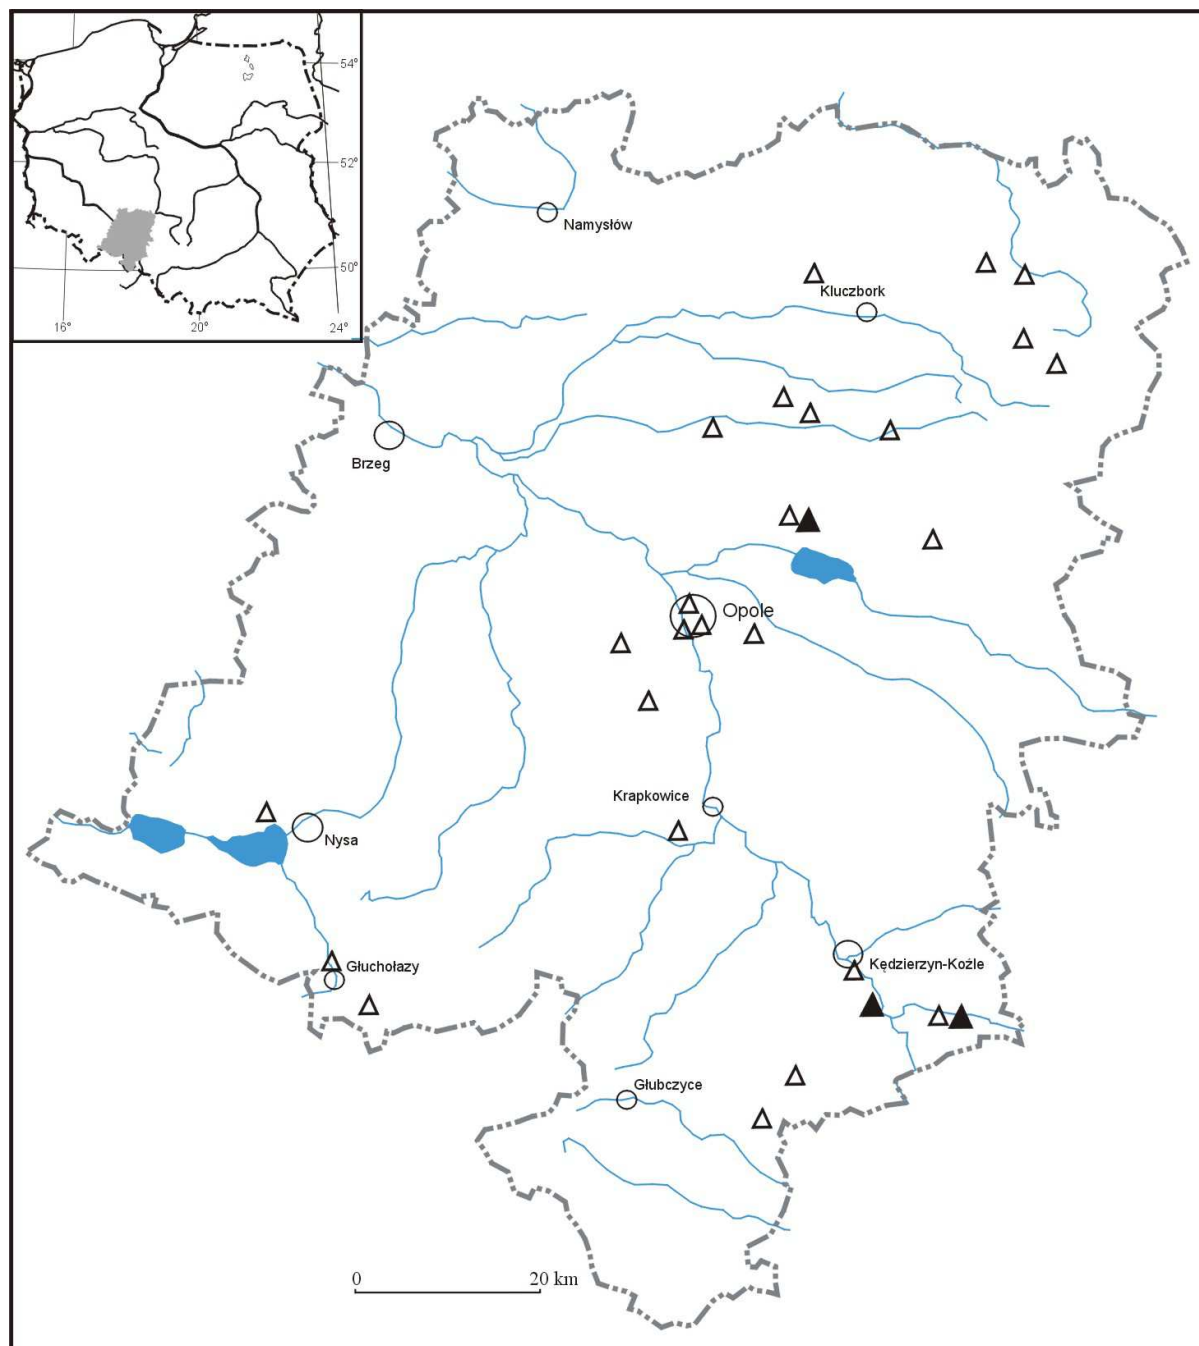 54°
52°
50°
16°
20°
24°
Namysłów
Kluczbork
Brzeg
Opole
Krapkowice
Nysa
Głuchołazy
Kędzierzyn-Koźle
Głubczyce
0 20 km